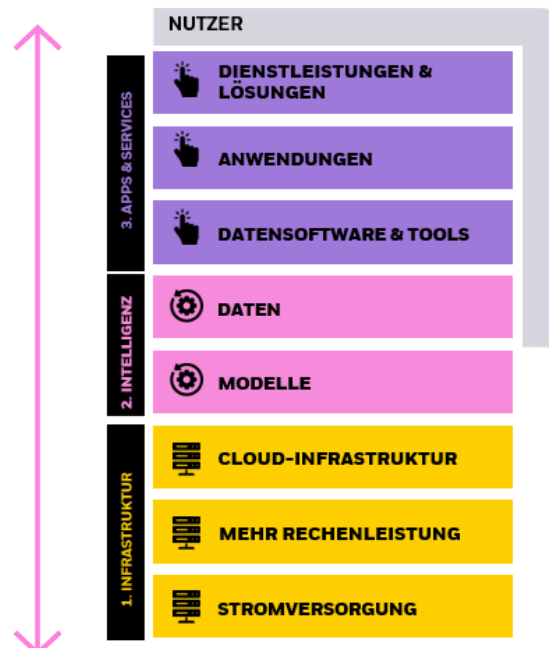 NUTZER
3. APPS & SERVICES
DIENSTLEISTUNGEN &
LÖSUNGEN
ANWENDUNGEN
DATENSOFTWARE & TOOLS
2. INTELLIGENZ
DATEN
MODELLE
1. INFRASTRUKTUR
CLOUD-INFRASTRUKTUR
MEHR RECHENLEISTUNG
STROMVERSORGUNG